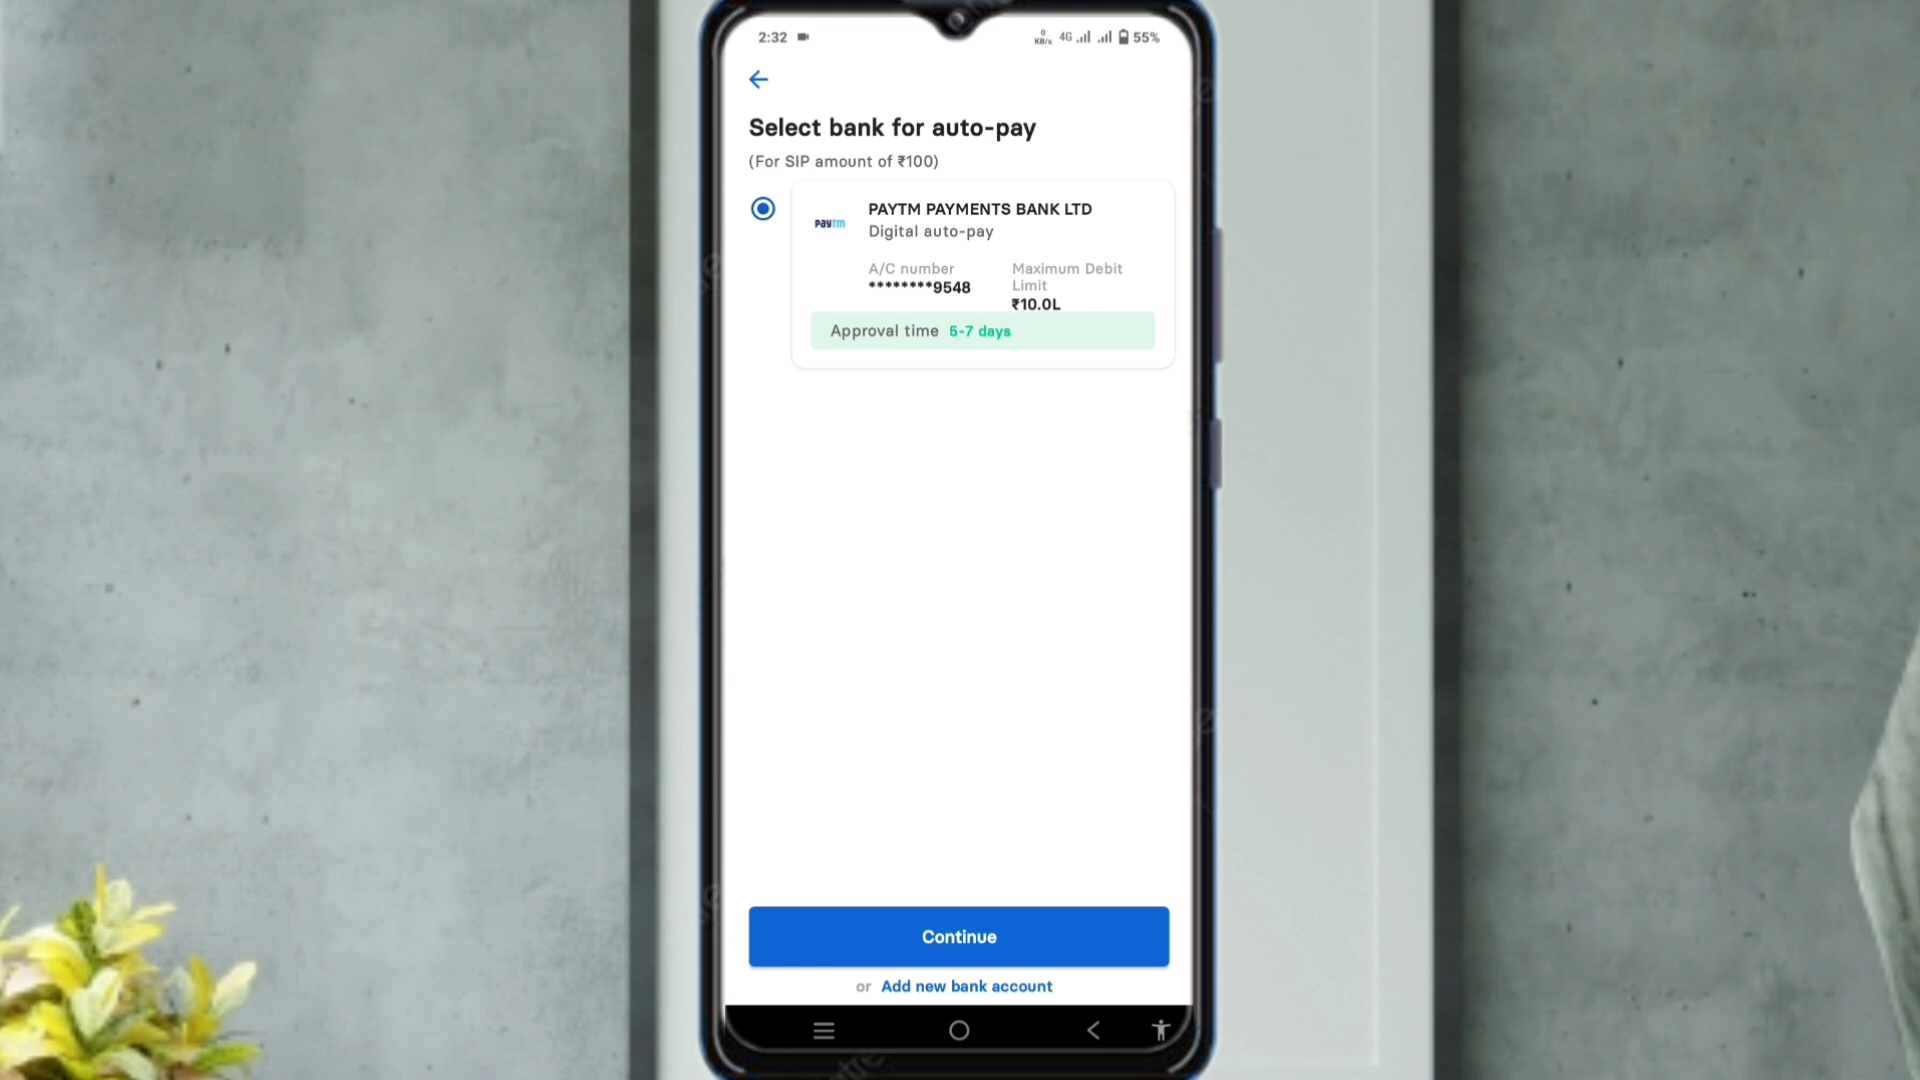 2:32
0 KB/s 4G 55%
Select bank for auto-pay
(For SIP amount of ₹100)
paytm
PAYTM PAYMENTS BANK LTD
Digital auto-pay
A/C number
********9548
Maximum Debit
Limit
₹10.0L
Approval time 5-7 days
Continue
or Add new bank account